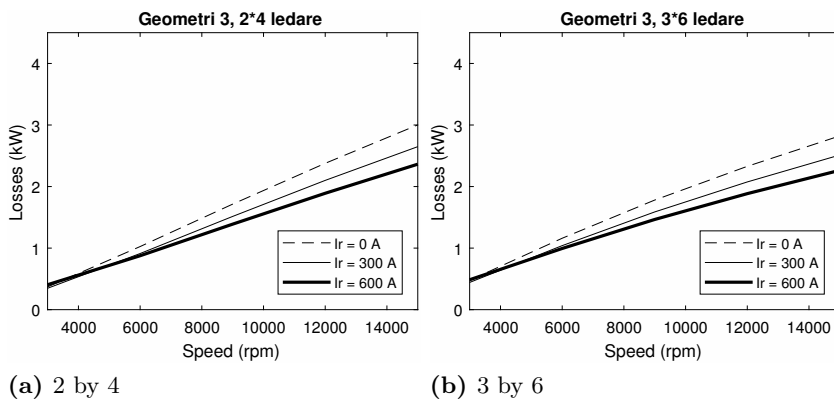 Geometri 3, 2*4 ledare
4
3
2
1
0
Losses (kW)
Ir = 0 A
Ir = 300 A
Ir = 600 A
4000 6000 8000 10000 12000 14000
Speed (rpm)
(a) 2 by 4
Geometri 3, 3*6 ledare
4
3
2
1
0
Losses (kW)
Ir = 0 A
Ir = 300 A
Ir = 600 A
4000 6000 8000 10000 12000 14000
Speed (rpm)
(b) 3 by 6